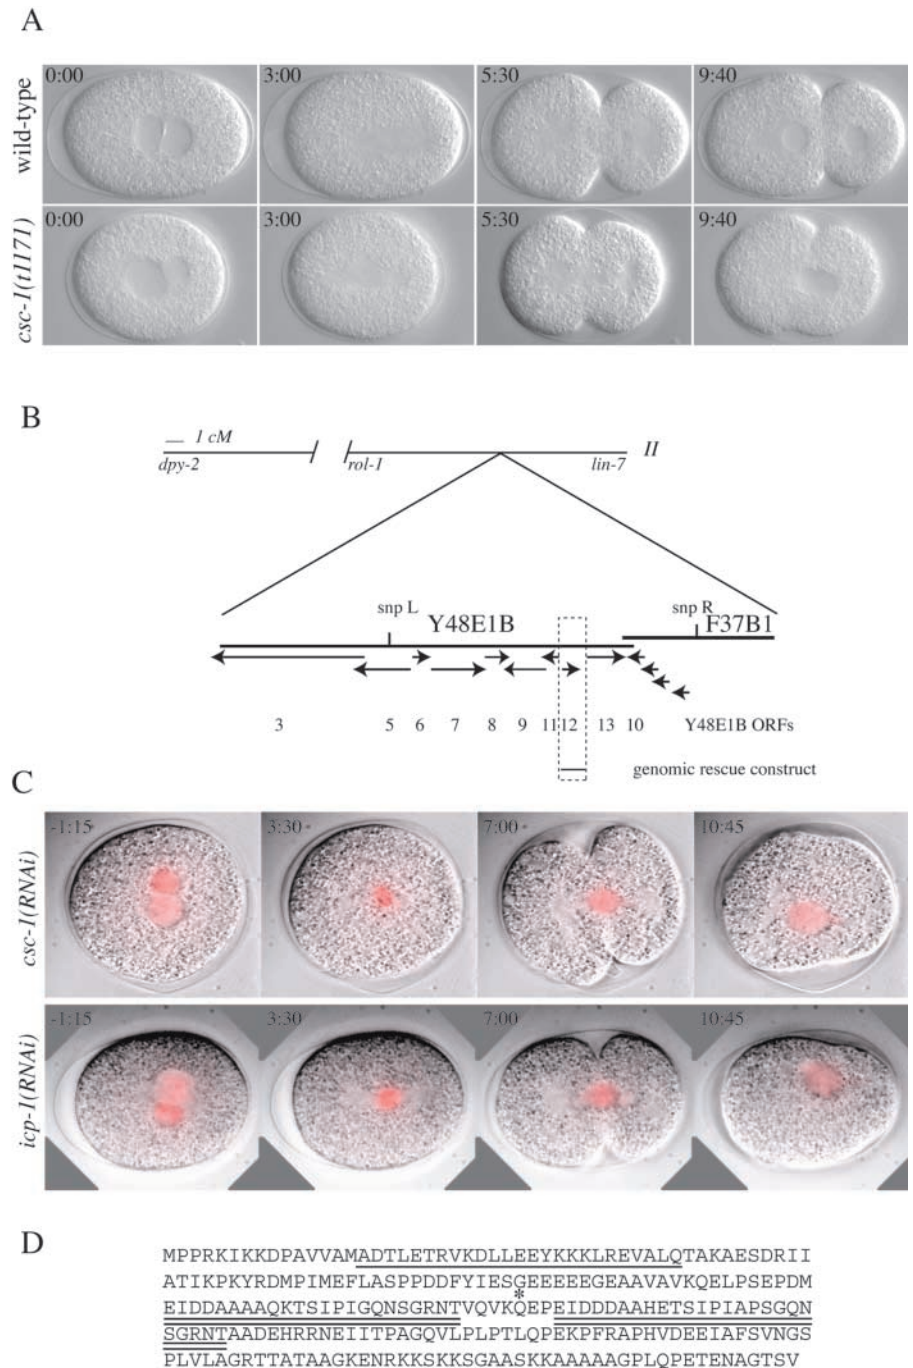 A
wild-type
0:00 3:00 5:30 9:40
csc-1(t1171)
0:00 3:00 5:30 9:40
B
1 cM
dpy-2 rol-1 lin-7 II
snp L Y48E1B snp R F37B1
3 5 6 7 8 9 11 12 13 10 Y48E1B ORFs
genomic rescue construct
C
csc-1(RNAi)
-1:15 3:30 7:00 10:45
icp-1(RNAi)
-1:15 3:30 7:00 10:45
D
MPPRKIKKDPAVVAMADTLETRVKDLLEEYKKKLREVALQTAKAESDRII
ATIKPKYRDMPIMEFLASPPDDFYIESGEEEEEGEAAVAVKQELPSEPDM
*
EIDDAAAAQKTSIPIGQNSGRNTVQVKQEPEIDDDAAHETSIPIAPSGQN
SGRNTAADEHRRNEIITPAGQVLPLPTLQPEKPFRAPHVDEEIAFSVNGS
PLVLAGRTTATAAGKENRKKSKKSGAASKKAAAAAGPLQPETENAGTSV